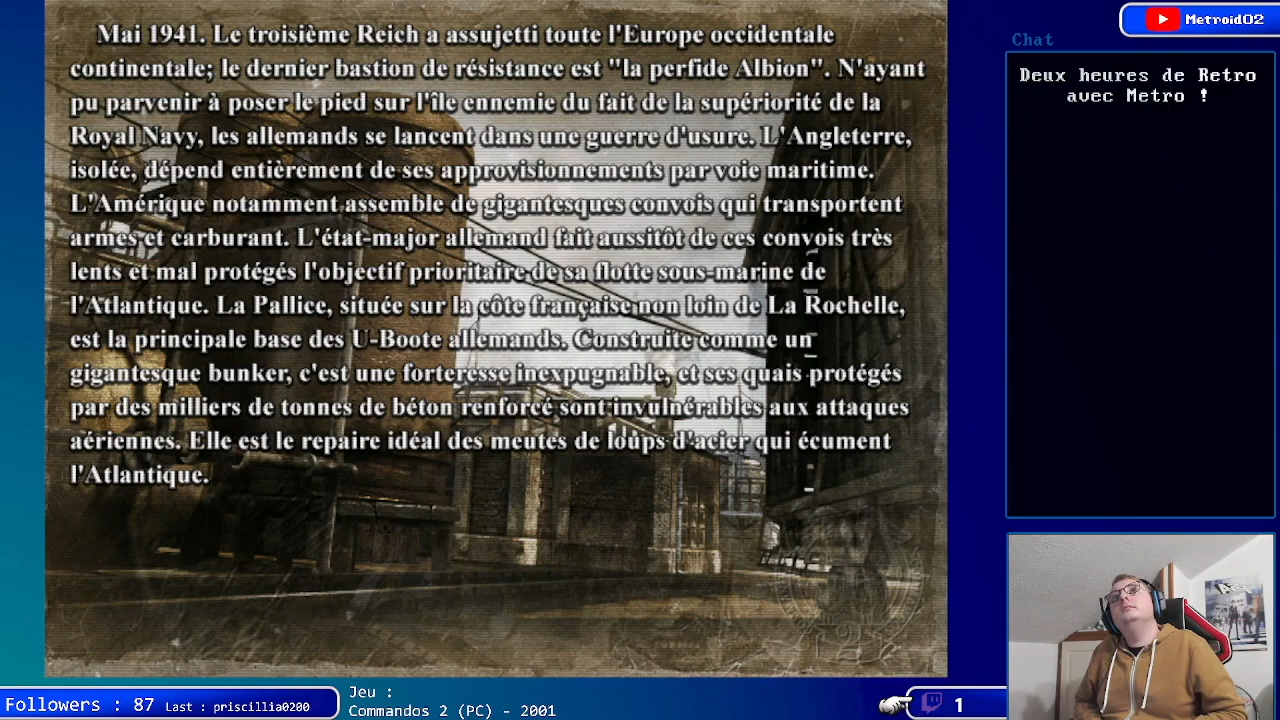 Mai 1941. Le troisième Reich a assujetti toute l'Europe occidentale
continentale; le dernier bastion de résistance est "la perfide Albion". N'ayant
pu parvenir à poser le pied sur l'île ennemie du fait de la supériorité de la
Royal Navy, les allemands se lancent dans une guerre d'usure. L'Angleterre,
isolée, dépend entièrement de ses approvisionnements par voie maritime.
L'Amérique notamment assemble de gigantesques convois qui transportent
armes et carburant. L'état-major allemand fait aussitôt de ces convois très
lents et mal protégés l'objectif prioritaire de sa flotte sous-marine de
l'Atlantique. La Pallice, située sur la côte française non loin de La Rochelle,
est la principale base des U-Boote allemands. Construite comme un
gigantesque bunker, c'est une forteresse inexpugnable, et ses quais protégés
par des milliers de tonnes de béton renforcé sont invulnérables aux attaques
aériennes. Elle est le repaire idéal des meutes de loups d'acier qui écument
l'Atlantique.
Metroid02
Chat
Deux heures de Retro
avec Metro !
Followers : 87 Last : priscillia0200
Jeu :
Commandos 2 (PC) - 2001
1